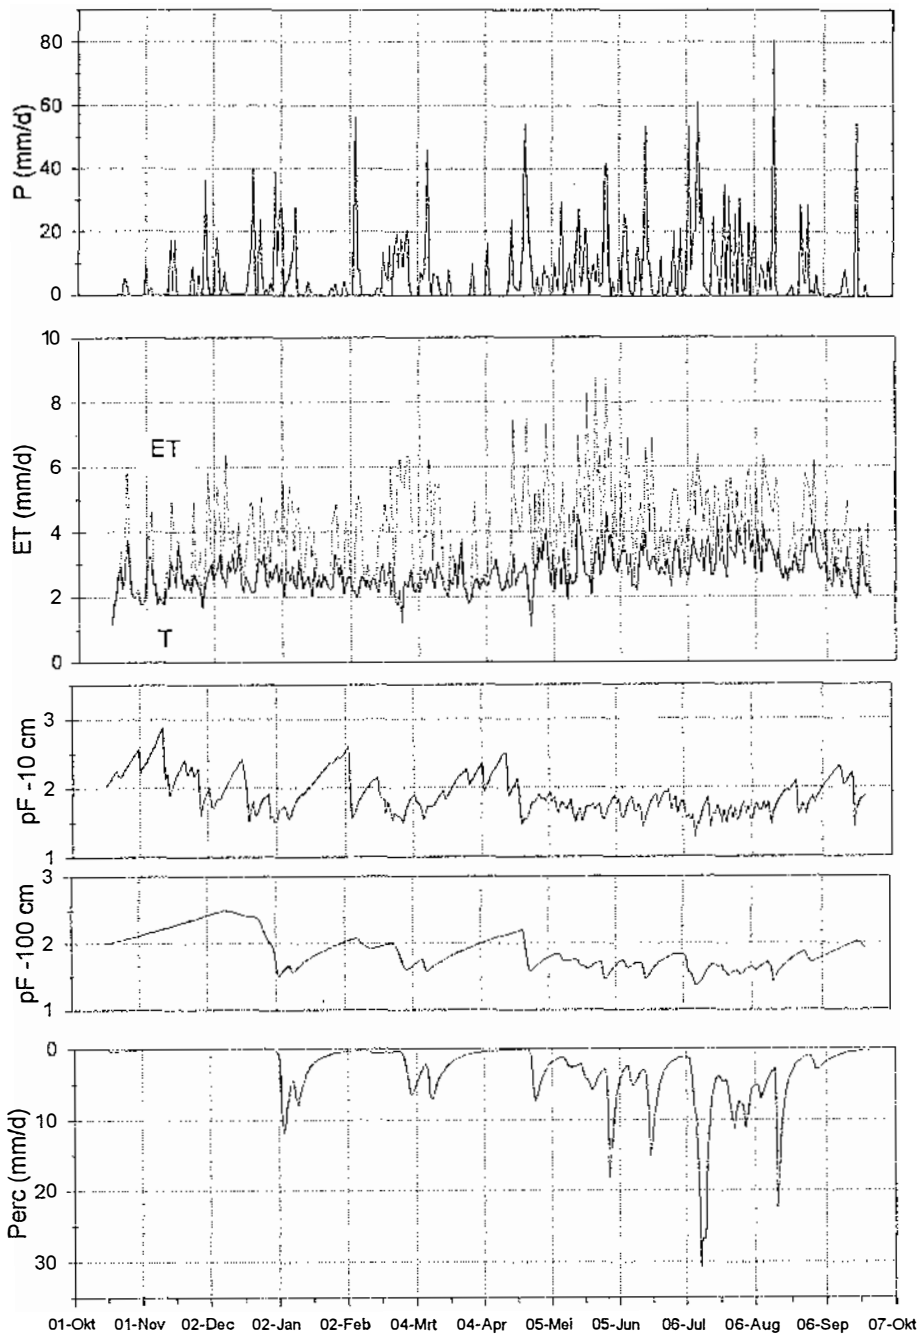 80
60
40
20
0
P (mm/d)
10
8
6
4
2
0
ET (mm/d)
ET
T
3
2
1
pF -10 cm
3
2
1
pF -100 cm
0
10
20
30
Perc (mm/d)
01-Okt 01-Nov 02-Dec 02-Jan 02-Feb 04-Mrt 04-Apr 05-Mei 05-Jun 06-Jul 06-Aug 06-Sep 07-Okt